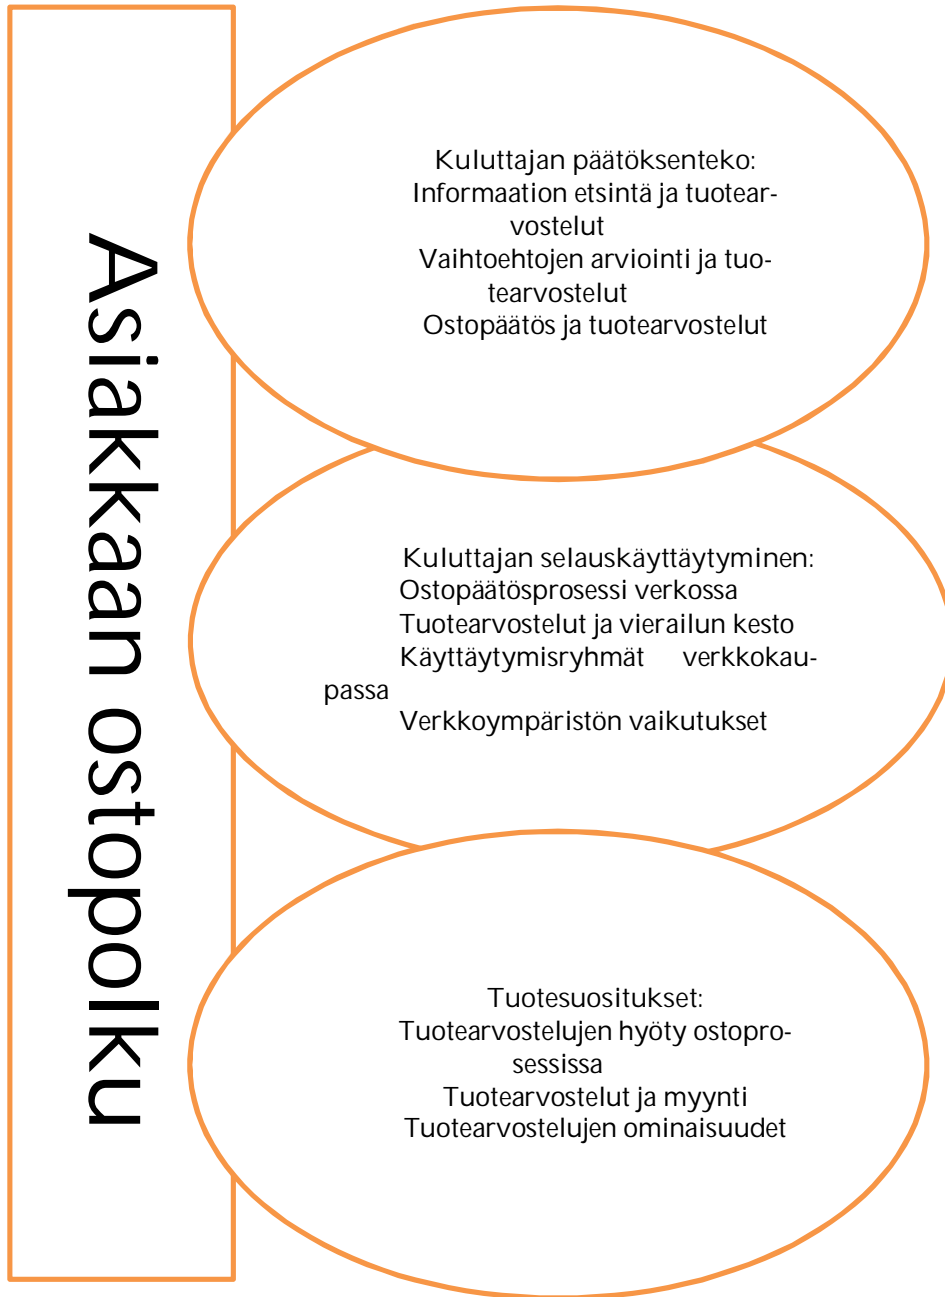 Asiakkaan ostopolku
Kuluttajan päätöksenteko:
Informaation etsintä ja tuotear-
vostelut
Vaihtoehtojen arviointi ja tuo-
tearvostelut
Ostopäätös ja tuotearvostelut
Kuluttajan selauskäyttäytyminen:
Ostopäätösprosessi verkossa
Tuotearvostelut ja vierailun kesto
Käyttäytymisryhmät verkkokau-
passa
Verkkoympäristön vaikutukset
Tuotesuositukset:
Tuotearvostelujen hyöty ostopro-
sessissa
Tuotearvostelut ja myynti
Tuotearvostelujen ominaisuudet